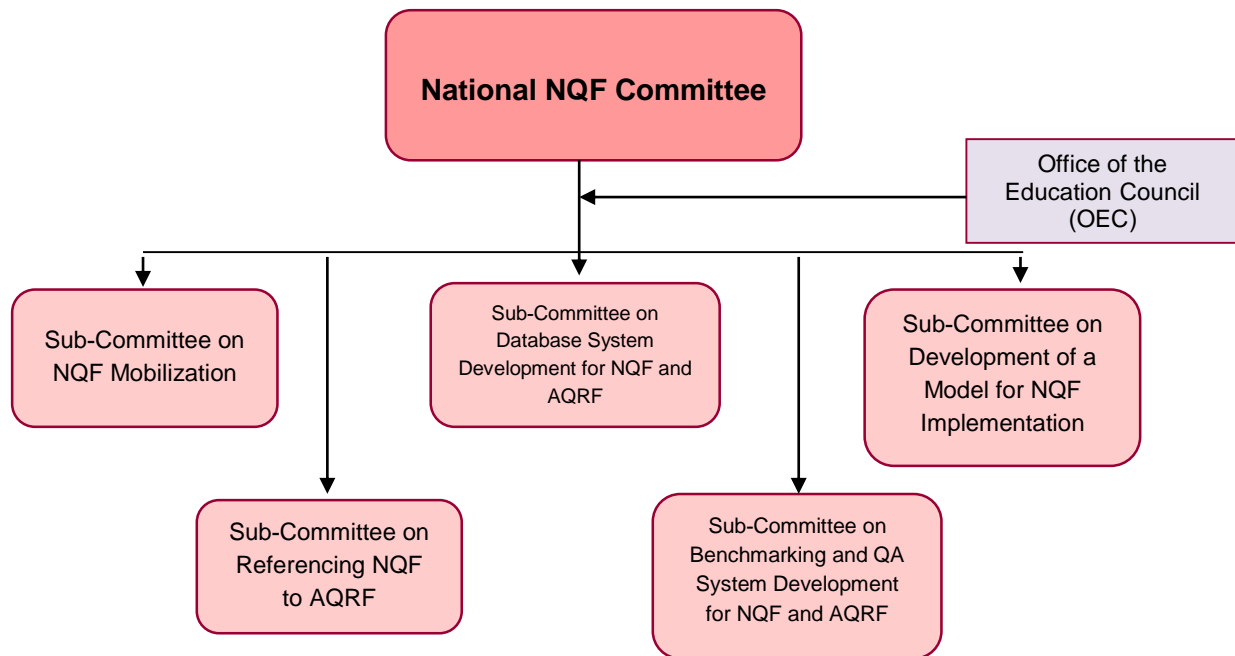 National NQF Committee
Office of the
Education Council
(OEC)
Sub-Committee on
NQF Mobilization
Sub-Committee on
Database System
Development for NQF and
AQRF
Sub-Committee on
Development of a
Model for NQF
Implementation
Sub-Committee on
Referencing NQF
to AQRF
Sub-Committee on
Benchmarking and QA
System Development
for NQF and AQRF